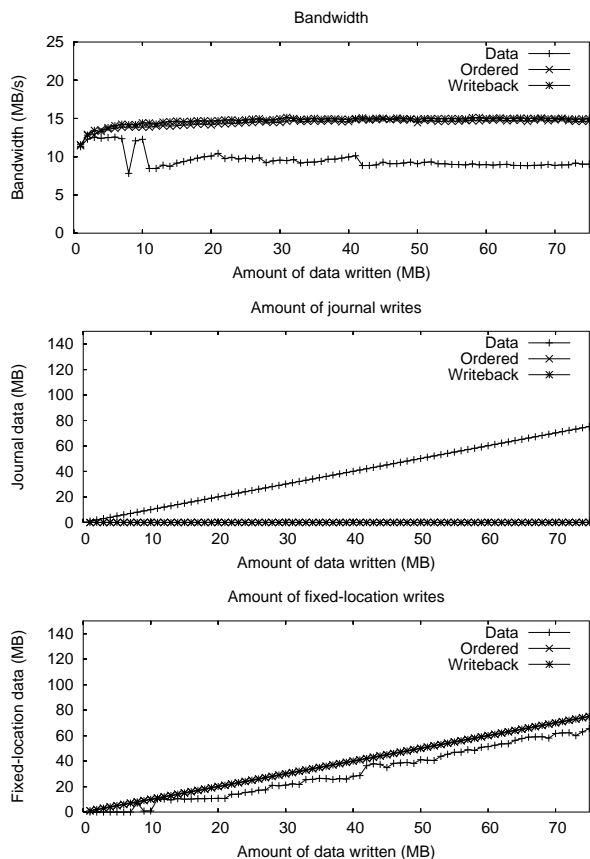 Bandwidth
Bandwidth (MB/s)
25
20
15
10
5
0
Data
Ordered
Writeback
0 10 20 30 40 50 60 70
Amount of data written (MB)
Amount of journal writes
Journal data (MB)
140
120
100
80
60
40
20
0
Data
Ordered
Writeback
0 10 20 30 40 50 60 70
Amount of data written (MB)
Amount of fixed-location writes
Fixed-location data (MB)
140
120
100
80
60
40
20
0
Data
Ordered
Writeback
0 10 20 30 40 50 60 70
Amount of data written (MB)